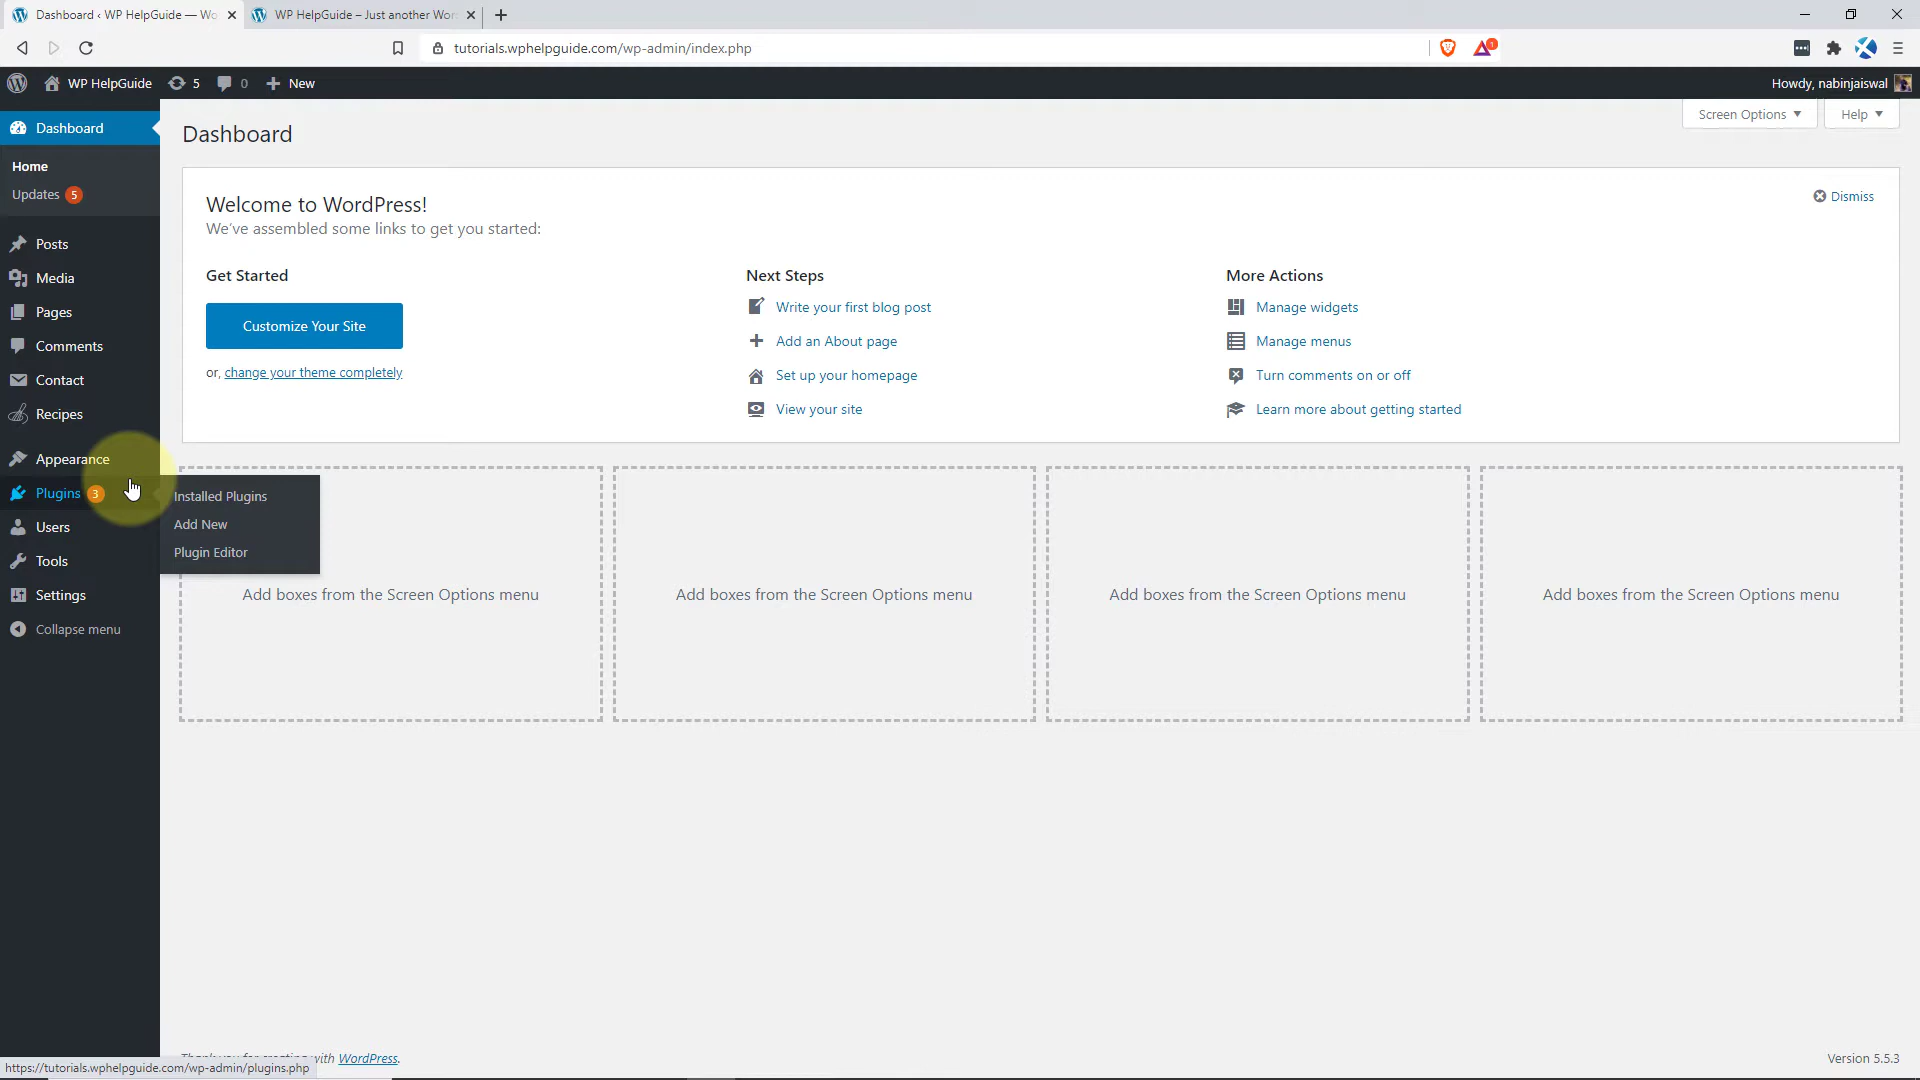 Dashboard ‹ WP HelpGuide — Wo
WP HelpGuide – Just another Wor
tutorials.wphelpguide.com/wp-admin/index.php
1
WP HelpGuide
5
0
New
Howdy, nabinjaiswal
Dashboard
Home
Updates 5
Posts
Media
Pages
Comments
Contact
Recipes
Appearance
Plugins 3
Users
Tools
Settings
Collapse menu
Installed Plugins
Add New
Plugin Editor
Dashboard
Screen Options
Help
Welcome to WordPress!
We've assembled some links to get you started:
Dismiss
Get Started
Customize Your Site
or, change your theme completely
Next Steps
Write your first blog post
Add an About page
Set up your homepage
View your site
More Actions
Manage widgets
Manage menus
Turn comments on or off
Learn more about getting started
Add boxes from the Screen Options menu
Add boxes from the Screen Options menu
Add boxes from the Screen Options menu
Add boxes from the Screen Options menu
with WordPress.
Version 5.5.3
https://tutorials.wphelpguide.com/wp-admin/plugins.php